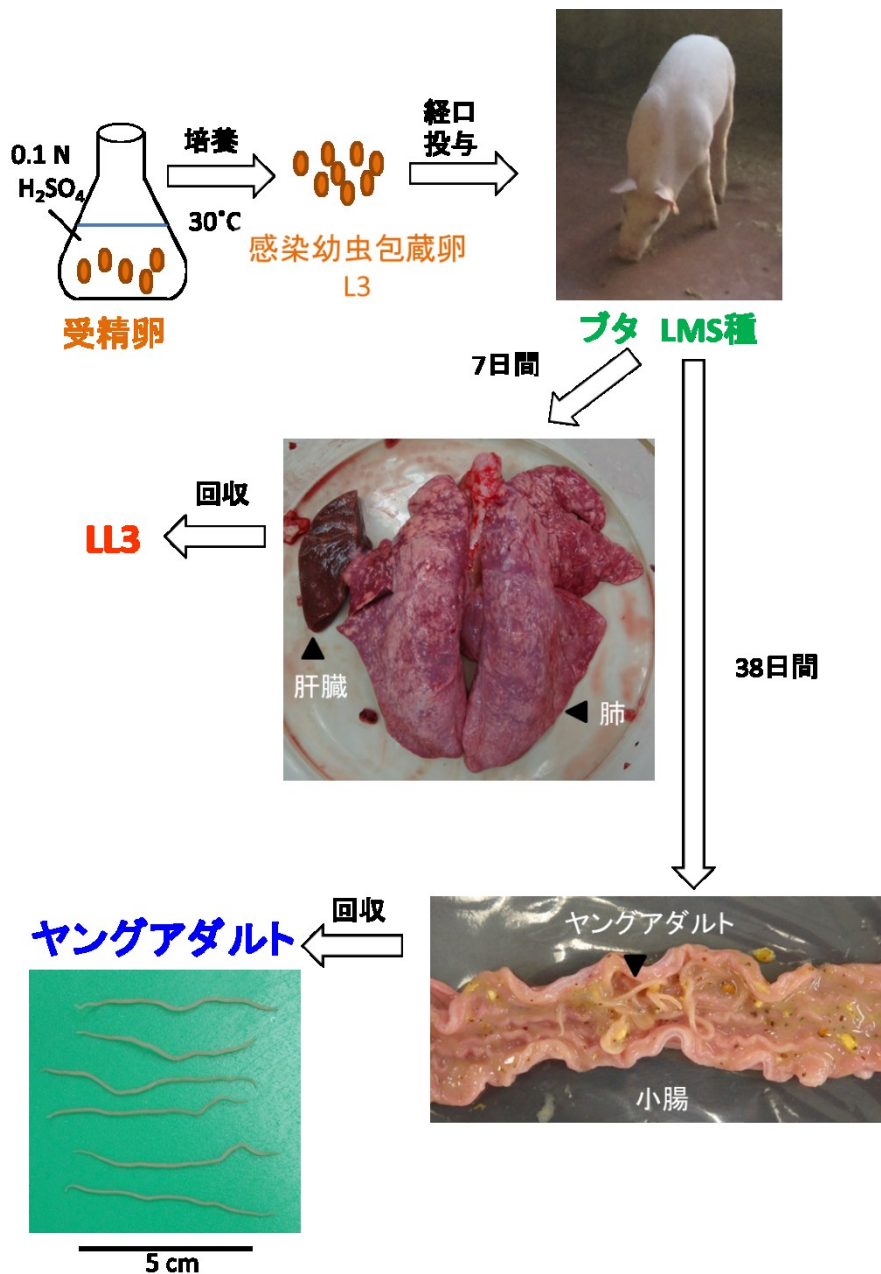 0.1 N
H₂SO₄
培養
30°C
受精卵
感染幼虫包蔵卵
L3
経口
投与
ブタ LMS種
7日間
回収
LL3
肝臓
肺
38日間
ヤングアダルト
小腸
回収
ヤングアダルト
5 cm